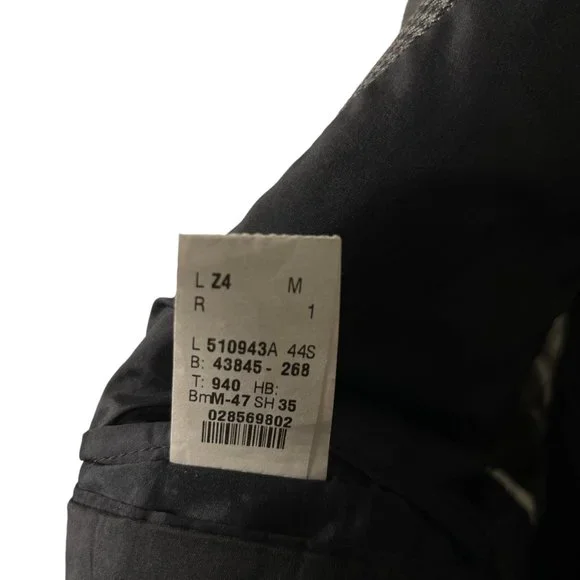 L Z4 M
R 1
L 510943A 44S
B: 43845 - 268
T: 940 HB:
BmM-47 SH 35
028569802